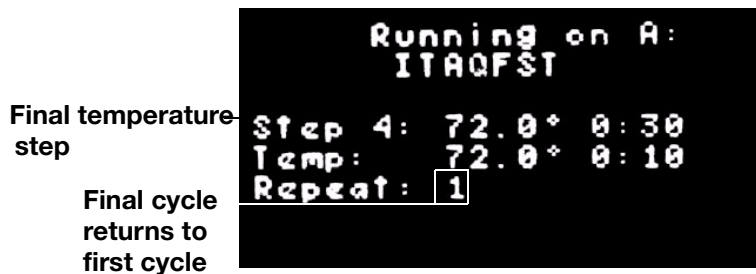 Running on A:
ITAQFST
Final temperature
step
Step 4: 72.0° 0:30
Temp: 72.0° 0:10
Repeat: 1
Final cycle
returns to
first cycle